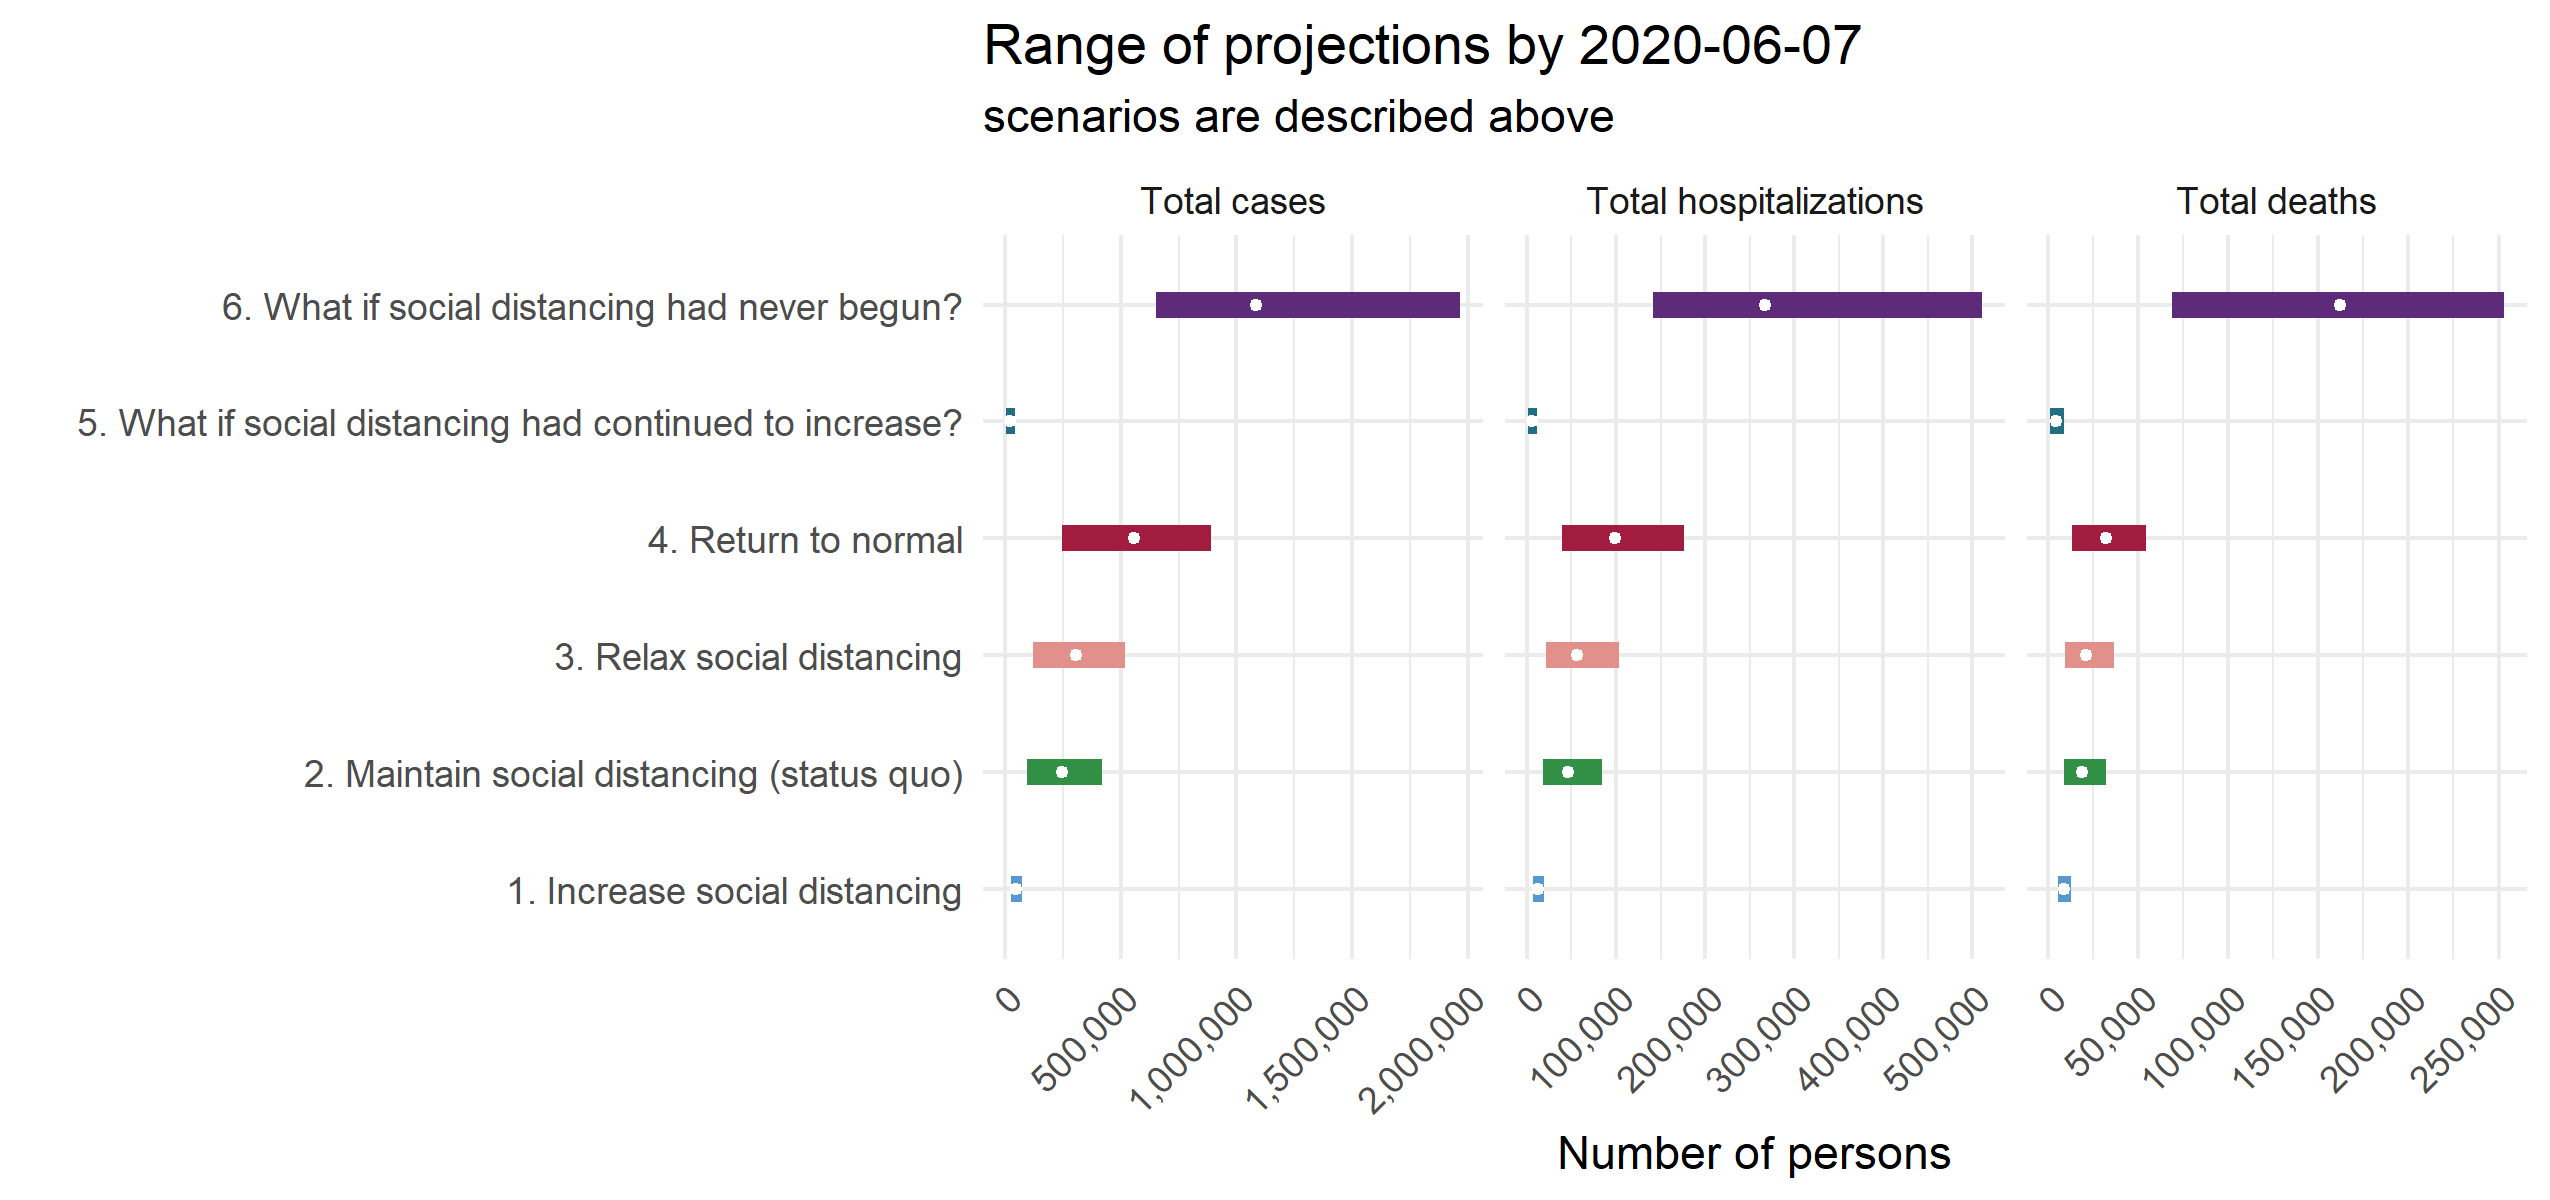 Range of projections by 2020-06-07
scenarios are described above
Total cases
Total hospitalizations
Total deaths
6. What if social distancing had never begun?
5. What if social distancing had continued to increase?
4. Return to normal
3. Relax social distancing
2. Maintain social distancing (status quo)
1. Increase social distancing
0
500,000
1,000,000
1,500,000
2,000,000
0
100,000
200,000
300,000
400,000
500,000
0
50,000
100,000
150,000
200,000
250,000
Number of persons